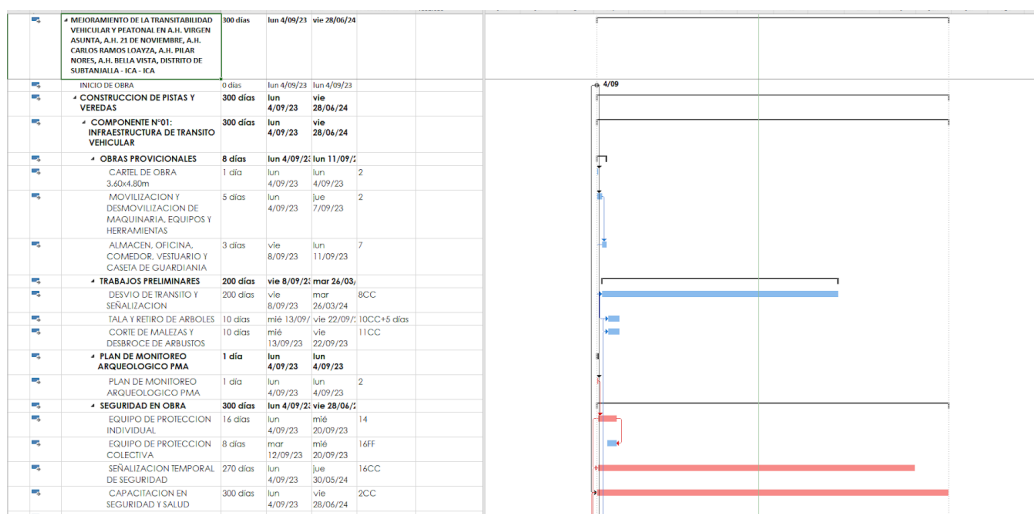 MEJORAMIENTO DE LA TRANSITABILIDAD 300 días lun 4/09/23 vie 28/06/24
VEHICULAR Y PEATONAL EN A.H. VIRGEN
ASUNTA, A.H. 21 DE NOVIEMBRE, A.H.
CARLOS RAMOS LOAYZA, A.H. PILAR
NORES, A.H. BELLA VISTA, DISTRITO DE
SUBTANJALLA - ICA - ICA
INICIO DE OBRA 0 días lun 4/09/23 lun 4/09/23 4/09
CONSTRUCCION DE PISTAS Y 300 días lun vie
VEREDAS 4/09/23 28/06/24
COMPONENTE N°01: 300 días lun vie
INFRAESTRUCTURA DE TRANSITO 4/09/23 28/06/24
VEHICULAR
OBRAS PROVICIONALES 8 días lun 4/09/23 lun 11/09/2
CARTEL DE OBRA 1 día lun lun 2
3.60x4.80m 4/09/23 4/09/23
MOVILIZACION Y 5 días lun jue 2
DESMOVILIZACION DE 4/09/23 7/09/23
MAQUINARIA, EQUIPOS Y
HERRAMIENTAS
ALMACEN, OFICINA, 3 días vie lun 7
COMEDOR, VESTUARIO Y 8/09/23 11/09/23
CASETA DE GUARDIANIA
TRABAJOS PRELIMINARES 200 días vie 8/09/23 mar 26/03/
DESVIO DE TRANSITO Y 200 días vie mar 8CC
SEÑALIZACION 8/09/23 26/03/24
TALA Y RETIRO DE ARBOLES 10 días mié 13/09/ vie 22/09/2 10CC+5 días
CORTE DE MALEZAS Y 10 días mié vie 11CC
DESBROCE DE ARBUSTOS 13/09/23 22/09/23
PLAN DE MONITOREO 1 día lun lun
ARQUEOLOGICO PMA 4/09/23 4/09/23
PLAN DE MONITOREO 1 día lun lun 2
ARQUEOLOGICO PMA 4/09/23 4/09/23
SEGURIDAD EN OBRA 300 días lun 4/09/23 vie 28/06/2
EQUIPO DE PROTECCION 16 días lun mié 14
INDIVIDUAL 4/09/23 20/09/23
EQUIPO DE PROTECCION 8 días mar mié 16FF
COLECTIVA 12/09/23 20/09/23
SEÑALIZACION TEMPORAL 270 días lun jue 16CC
DE SEGURIDAD 4/09/23 30/05/24
CAPACITACION EN 300 días lun vie 2CC
SEGURIDAD Y SALUD 4/09/23 28/06/24